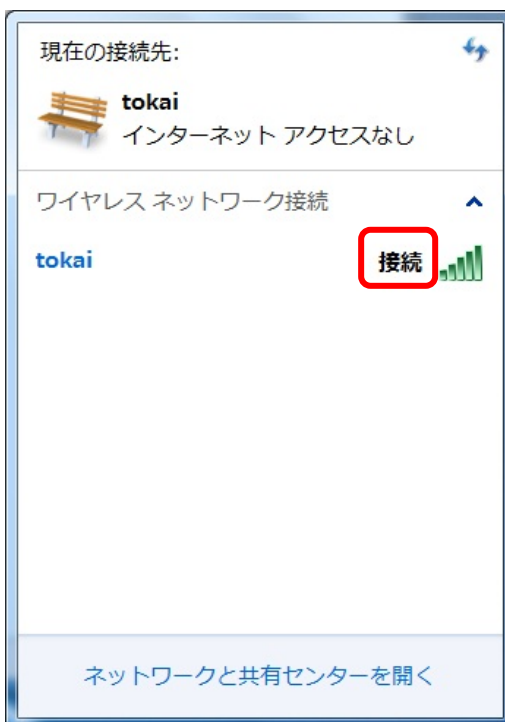 現在の接続先:
tokai
インターネット アクセスなし
ワイヤレス ネットワーク接続
tokai 接続
ネットワークと共有センターを開く